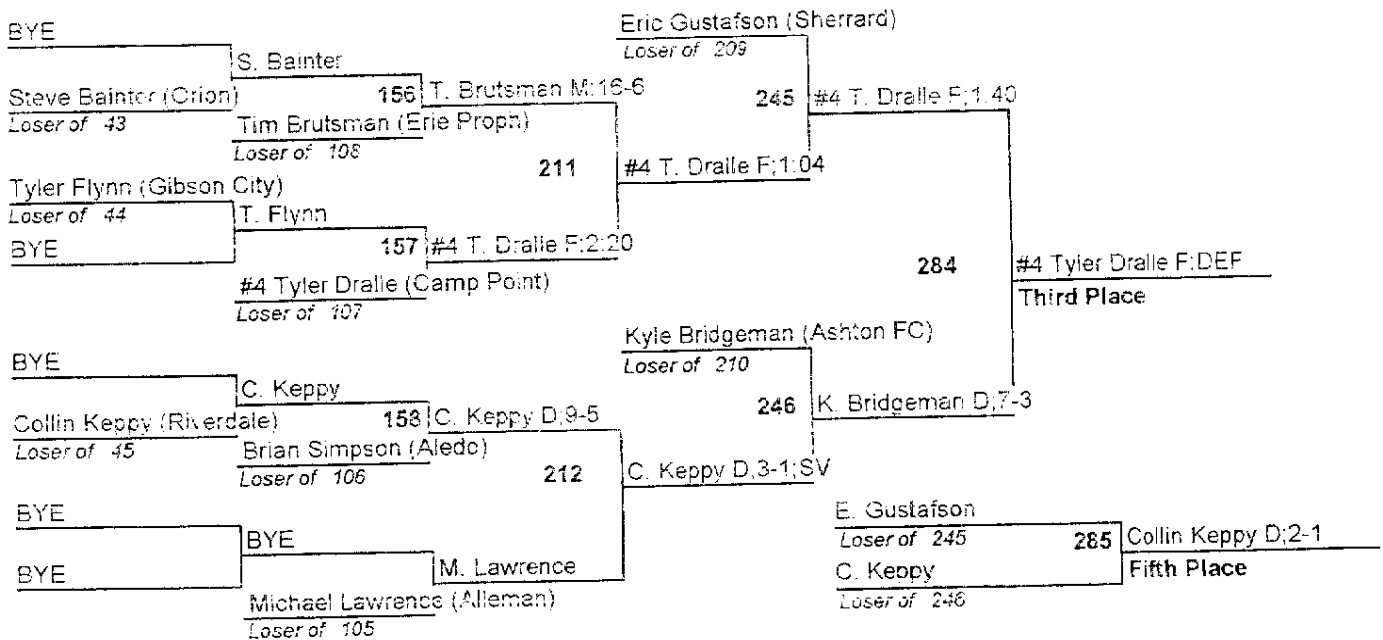 BYE
S. Bainter
Steve Bainter (Orion)
Loser of 43
156
T. Brutsman M;16-6
Tim Brutsman (Erie Proph)
Loser of 108
211
#4 T. Dralle F;1:04
Tyler Flynn (Gibson City)
Loser of 44
T. Flynn
BYE
157
#4 T. Dralle F;2:20
#4 Tyler Dralle (Camp Point)
Loser of 107
Eric Gustafson (Sherrard)
Loser of 209
245
#4 T. Dralle F;1:40
284
#4 Tyler Dralle F;DEF
Third Place
BYE
C. Keppy
Collin Keppy (Riverdale)
Loser of 45
158
C. Keppy D;9-5
Brian Simpson (Aledo)
Loser of 106
212
C. Keppy D;3-1;SV
BYE
BYE
BYE
M. Lawrence
Michael Lawrence (Alleman)
Loser of 105
Kyle Bridgeman (Ashton FC)
Loser of 210
246
K. Bridgeman D;7-3
E. Gustafson
Loser of 245
285
Collin Keppy D;2-1
C. Keppy
Fifth Place
Loser of 246